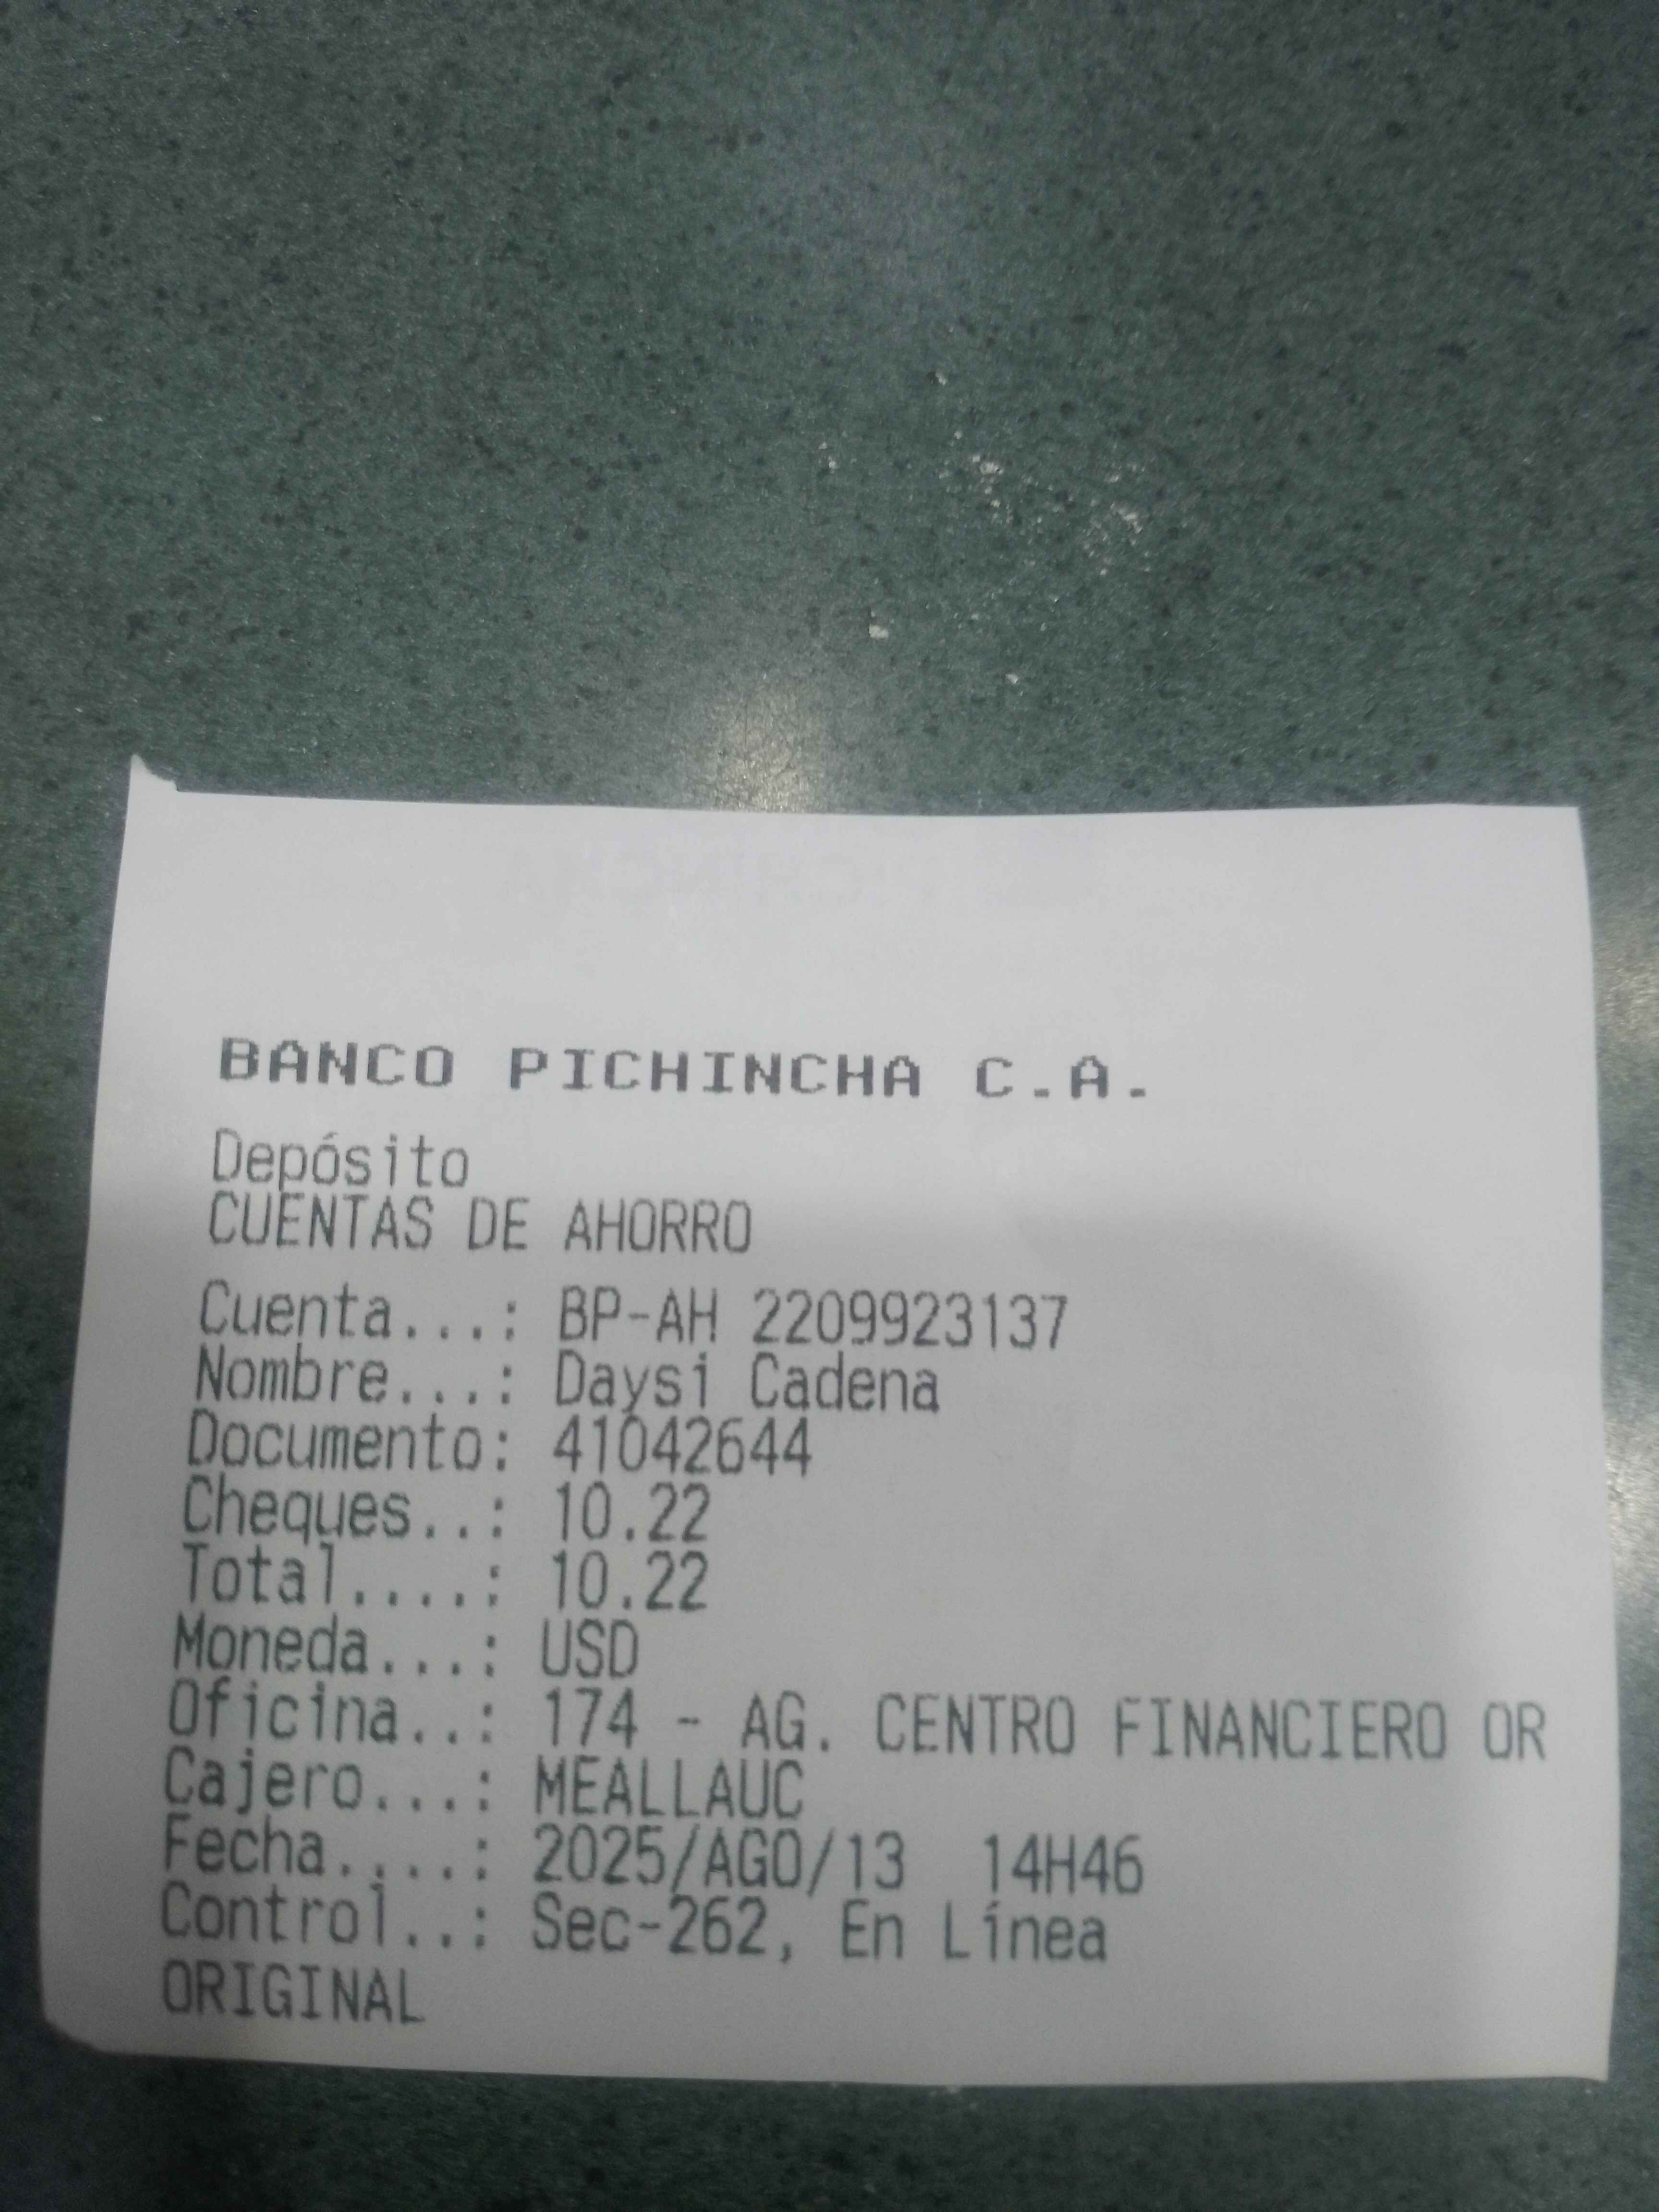 BANCO PICHINCHA C.A.
Depósito
CUENTAS DE AHORRO
Cuenta...: BP-AH 2209923137
Nombre...: Daysi Cadena
Documento: 41042644
Cheques..: 10.22
Total....: 10.22
Moneda...: USD
Oficina..: 174 - AG. CENTRO FINANCIERO OR
Cajero...: MEALLAUC
Fecha....: 2025/AGO/13 14H46
Control..: Sec-262, En Línea
ORIGINAL